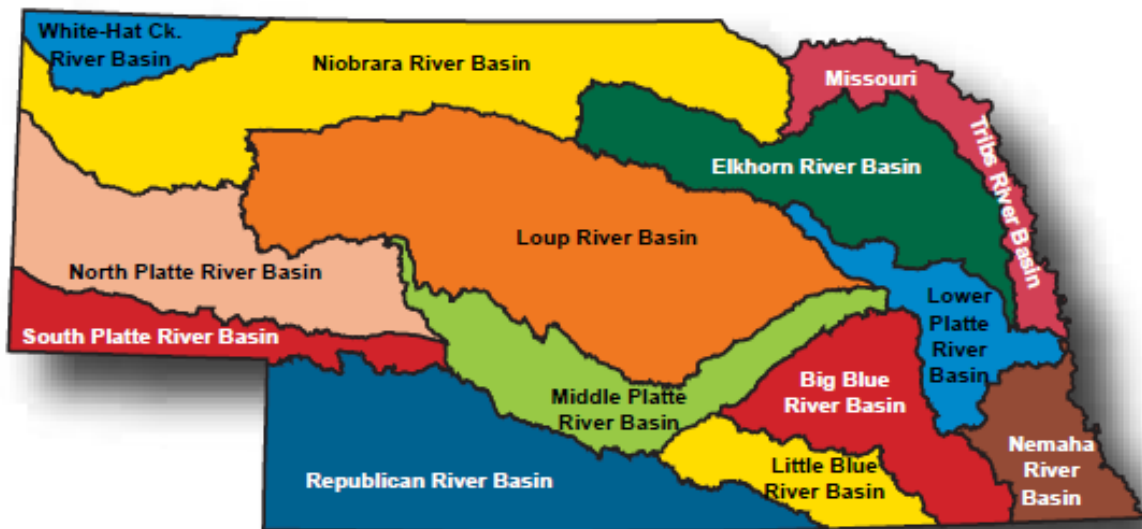 White-Hat Ck.
River Basin
Niobrara River Basin
Missouri
Tribs River Basin
Elkhorn River Basin
Loup River Basin
North Platte River Basin
South Platte River Basin
Lower
Platte
River
Basin
Middle Platte
River Basin
Big Blue
River Basin
Republican River Basin
Little Blue
River Basin
Nemaha
River
Basin